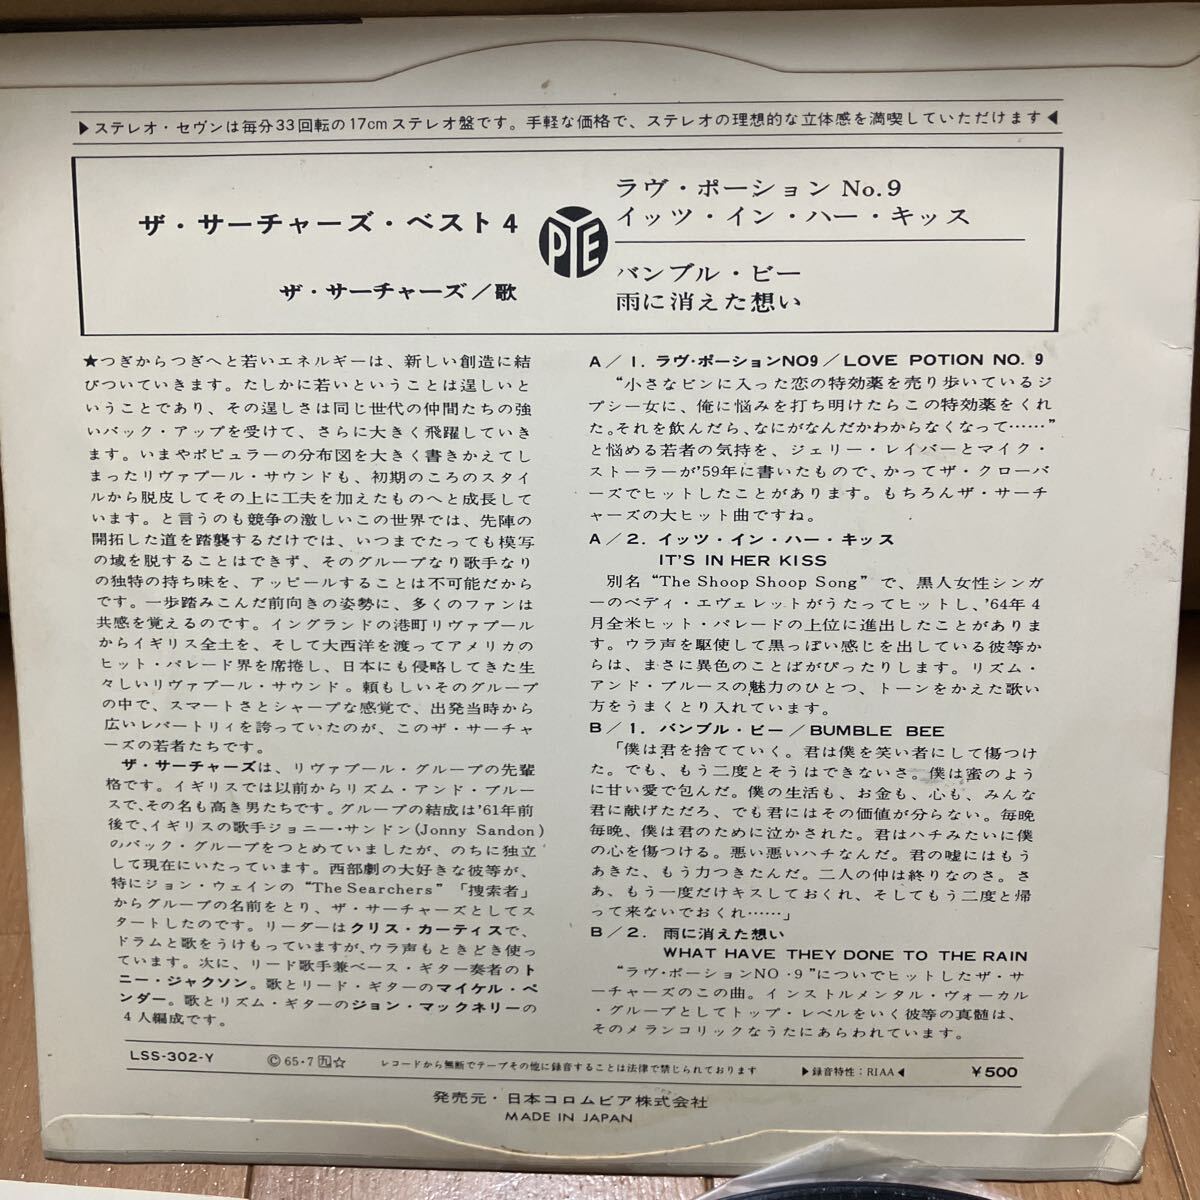 ▶ステレオ・セヴンは毎分33回転の17cmステレオ盤です。手軽な価格で、ステレオの理想的な立体感を満喫していただけます◀
ザ・サーチャーズ・ベスト4
ザ・サーチャーズ/歌
PYE
ラヴ・ポーション No.9
イッツ・イン・ハー・キッス
バンブル・ビー
雨に消えた想い
★つぎからつぎへと若いエネルギーは、新しい創造に結
びついていきます。たしかに若いということは逞しいと
いうことであり、その逞しさは同じ世代の仲間たちの強
いバック・アップを受けて、さらに大きく飛躍していき
ます。いまやポピュラーの分布図を大きく書きかえてし
まったリヴァプール・サウンドも、初期のころのスタイ
ルから脱皮してその上に工夫を加えたものへと成長して
います。と言うのも競争の激しいこの世界では、先陣の
開拓した道を踏襲するだけでは、いつまでたっても模写
の域を脱することはできず、そのグループなり歌手なり
の独特の持ち味を、アッピールすることは不可能だから
です。一歩踏みこんだ前向きの姿勢に、多くのファンは
共感を覚えるのです。イングランドの港町リヴァプール
からイギリス全土を、そして大西洋を渡ってアメリカの
ヒット・パレード界を席捲し、日本にも侵略してきた生
々しいリヴァプール・サウンド。頼もしいそのグループ
の中で、スマートさとシャープな感覚で、出発当時から
広いレパートリィを誇っていたのが、このザ・サーチャ
ーズの若者たちです。
ザ・サーチャーズは、リヴァプール・グループの先輩
格です。イギリスでは以前からリズム・アンド・ブルー
スで、その名も高き男たちです。グループの結成は'61年前
後で、イギリスの歌手ジョニー・サンドン(Jonny Sandon)
のバック・グループをつとめていましたが、のちに独立
して現在にいたっています。西部劇の大好きな彼等が、
特にジョン・ウェインの“The Searchers”「捜索者」
からグループの名前をとり、ザ・サーチャーズとしてス
タートしたのです。リーダーはクリス・カーティスで、
ドラムと歌をうけもっていますが、ウラ声もときどき使っ
ています。次に、リード歌手兼ベース・ギター奏者のト
ニー・ジャクソン。歌とリード・ギターのマイケル・ペ
ンダー。歌とリズム・ギターのジョン・マックネリーの
4人編成です。
A/1. ラヴ・ポーションNO9/LOVE POTION NO. 9
“小さなビンに入った恋の特効薬を売り歩いているジ
プシー女に、俺に悩みを打ち明けたらこの特効薬をくれ
た。それを飲んだら、なにがなんだかわからなくなって……”
と悩める若者の気持を、ジェリー・レイバーとマイク・
ストーラーが'59年に書いたもので、かってザ・クローバ
ーズでヒットしたことがあります。もちろんザ・サーチ
ャーズの大ヒット曲ですね。
A/2. イッツ・イン・ハー・キッス
IT'S IN HER KISS
別名“The Shoop Shoop Song”で、黒人女性シンガ
ーのベディ・エヴェレットがうたってヒットし、'64年4
月全米ヒット・パレードの上位に進出したことがありま
す。ウラ声を駆使して黒っぽい感じを出している彼等か
らは、まさに異色のことばがぴったりします。リズム・
アンド・ブルースの魅力のひとつ、トーンをかえた歌い
方をうまくとり入れています。
B/1. バンブル・ビー/BUMBLE BEE
「僕は君を捨てていく。君は僕を笑い者にして傷つけ
た。でも、もう二度とそうはできないさ。僕は蜜のよう
に甘い愛で包んだ。僕の生活も、お金も、心も、みんな
君に献げただろ、でも君にはその価値が分らない。毎晩
毎晩、僕は君のために泣かされた。君はハチみたいに僕
の心を傷つける。悪い悪いハチなんだ。君の嘘にはもう
あきた、もう力つきたんだ。二人の仲は終りなのさ。さ
あ、もう一度だけキスしておくれ、そしてもう二度と帰
って来ないでおくれ……」
B/2. 雨に消えた想い
WHAT HAVE THEY DONE TO THE RAIN
“ラヴ・ポーションNO・9”についでヒットしたザ・サ
ーチャーズのこの曲。インストルメンタル・ヴォーカル
・グループとしてトップ・レベルをいく彼等の真髄は、
そのメランコリックなうたにあらわれています。
LSS-302-Y ©65・7㊈☆ レコードから無断でテープその他に録音することは法律で禁じられております ▶録音特性：RIAA◀ ￥500
発売元・日本コロムビア株式会社
MADE IN JAPAN